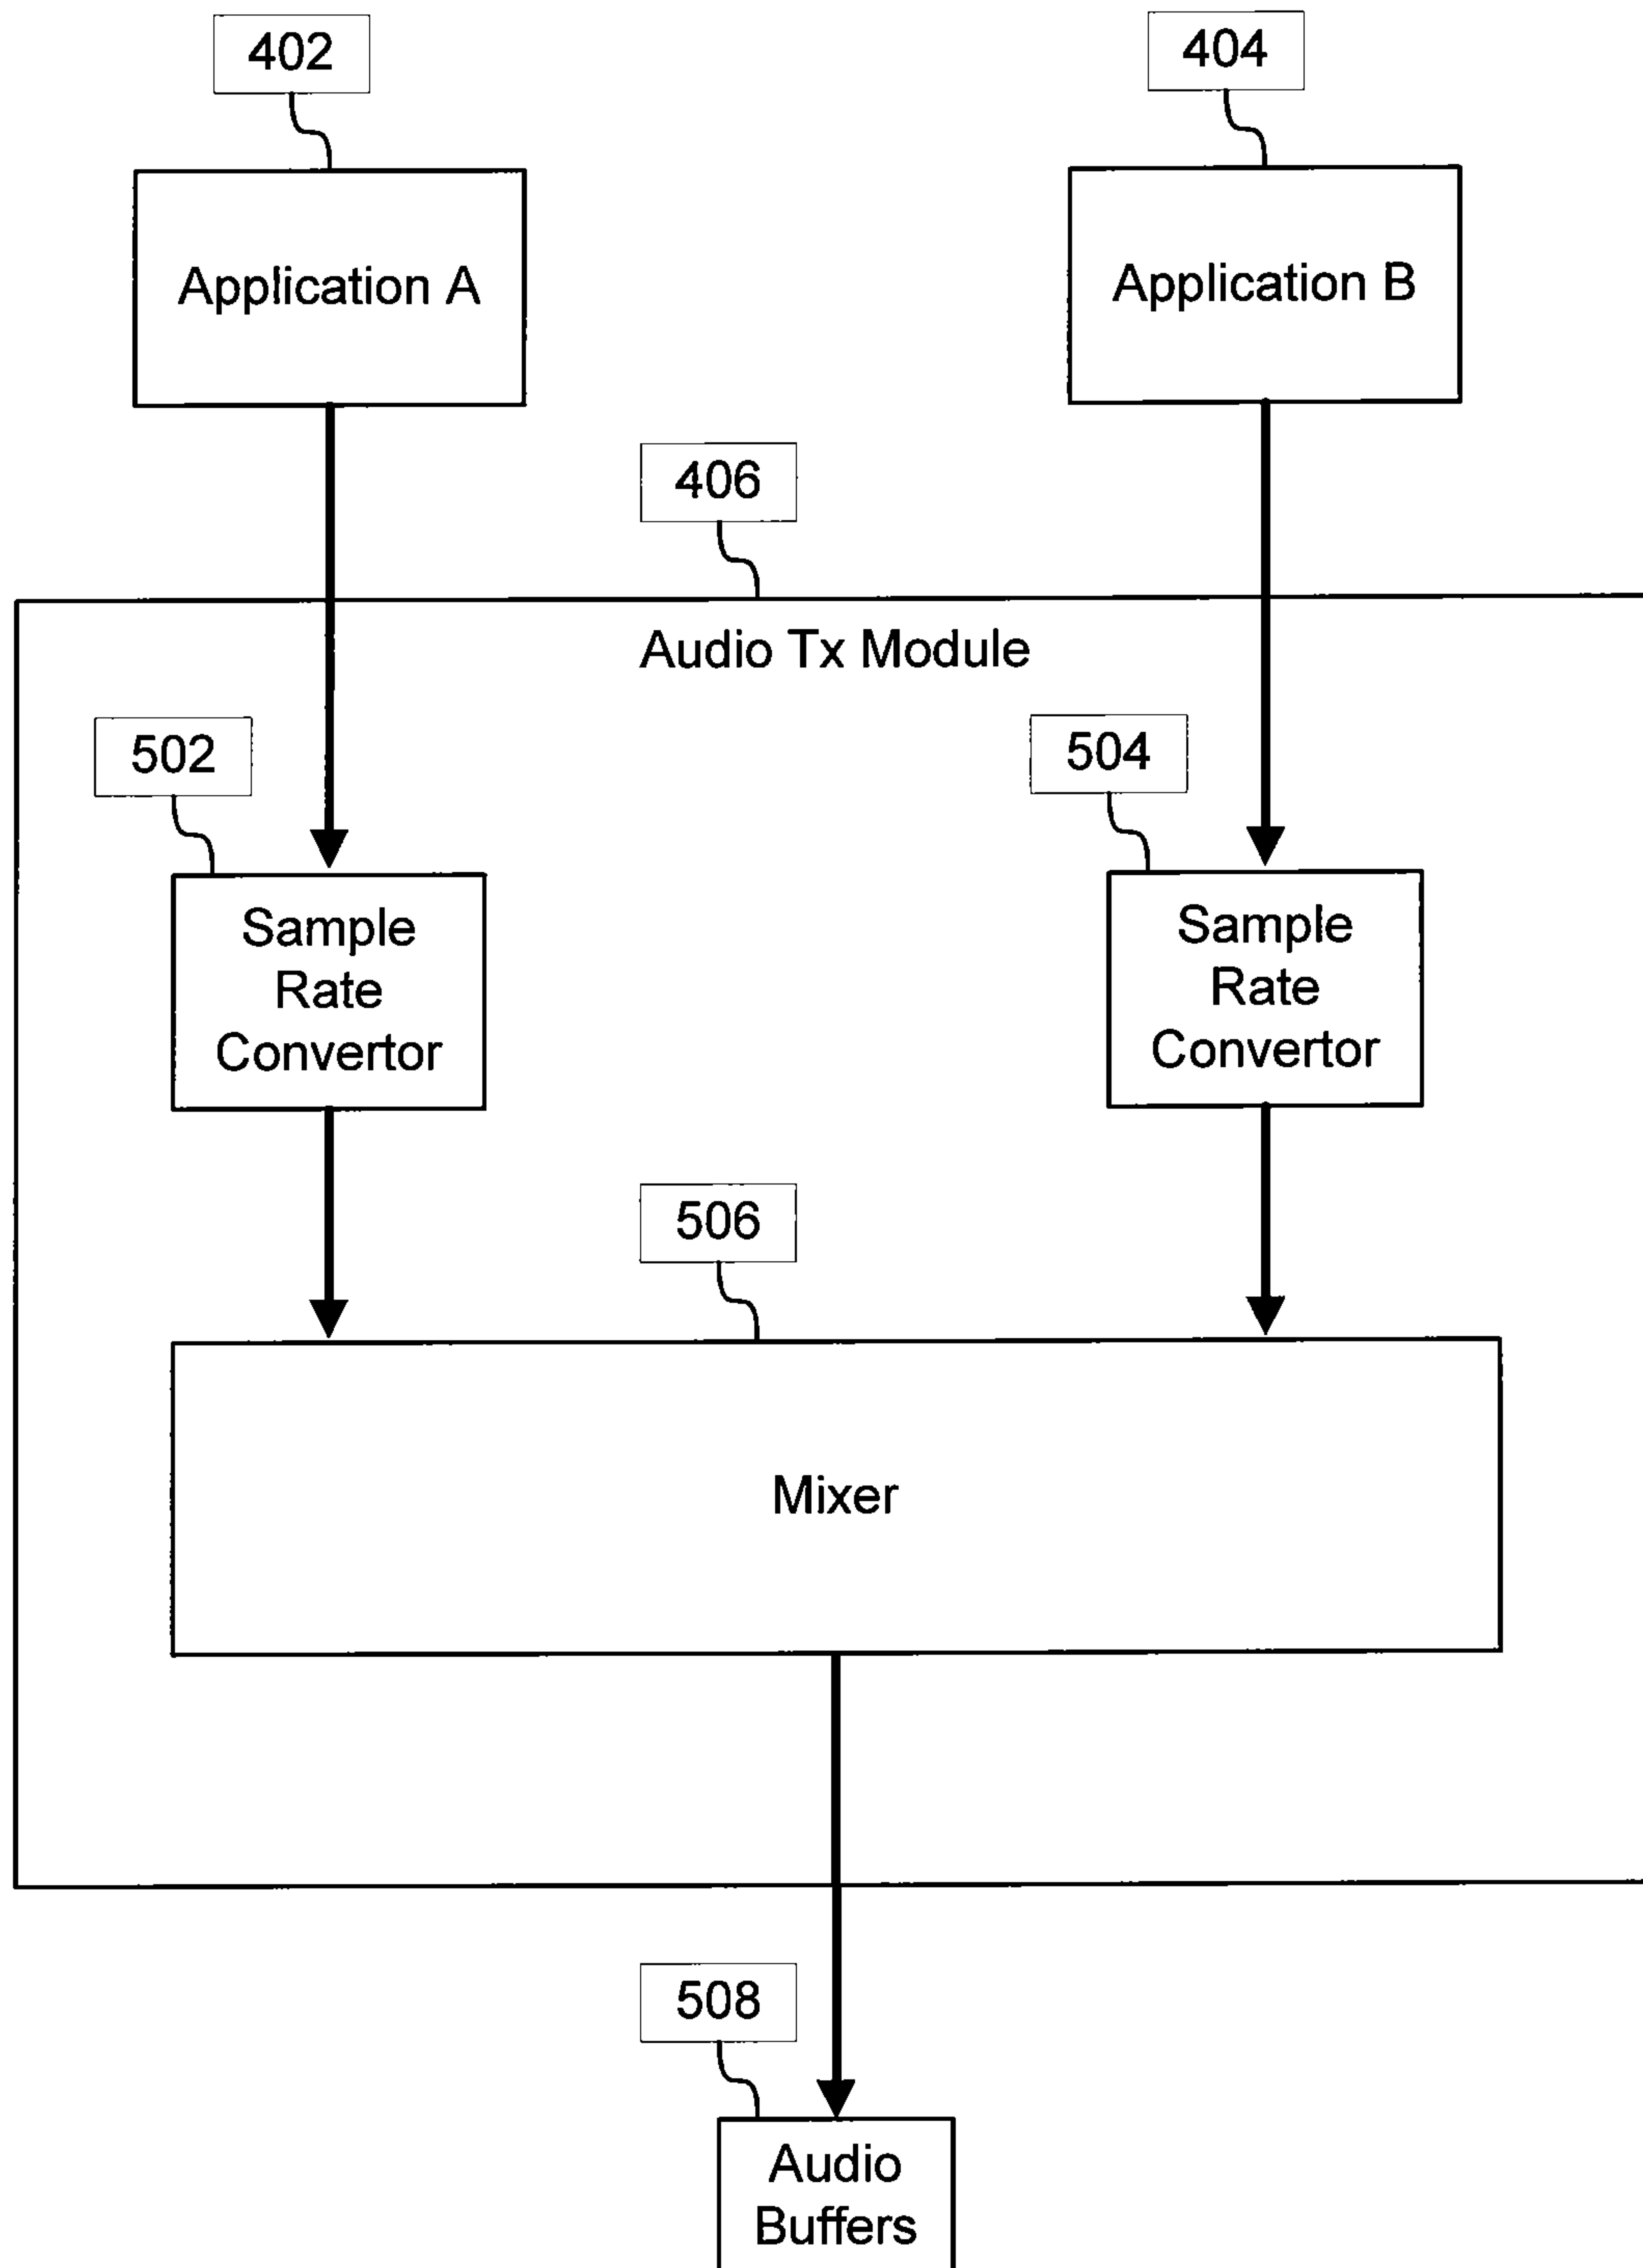 402
404
Application A
Application B
406
Audio Tx Module
502
504
Sample
Rate
Convertor
Sample
Rate
Convertor
506
Mixer
508
Audio
Buffers